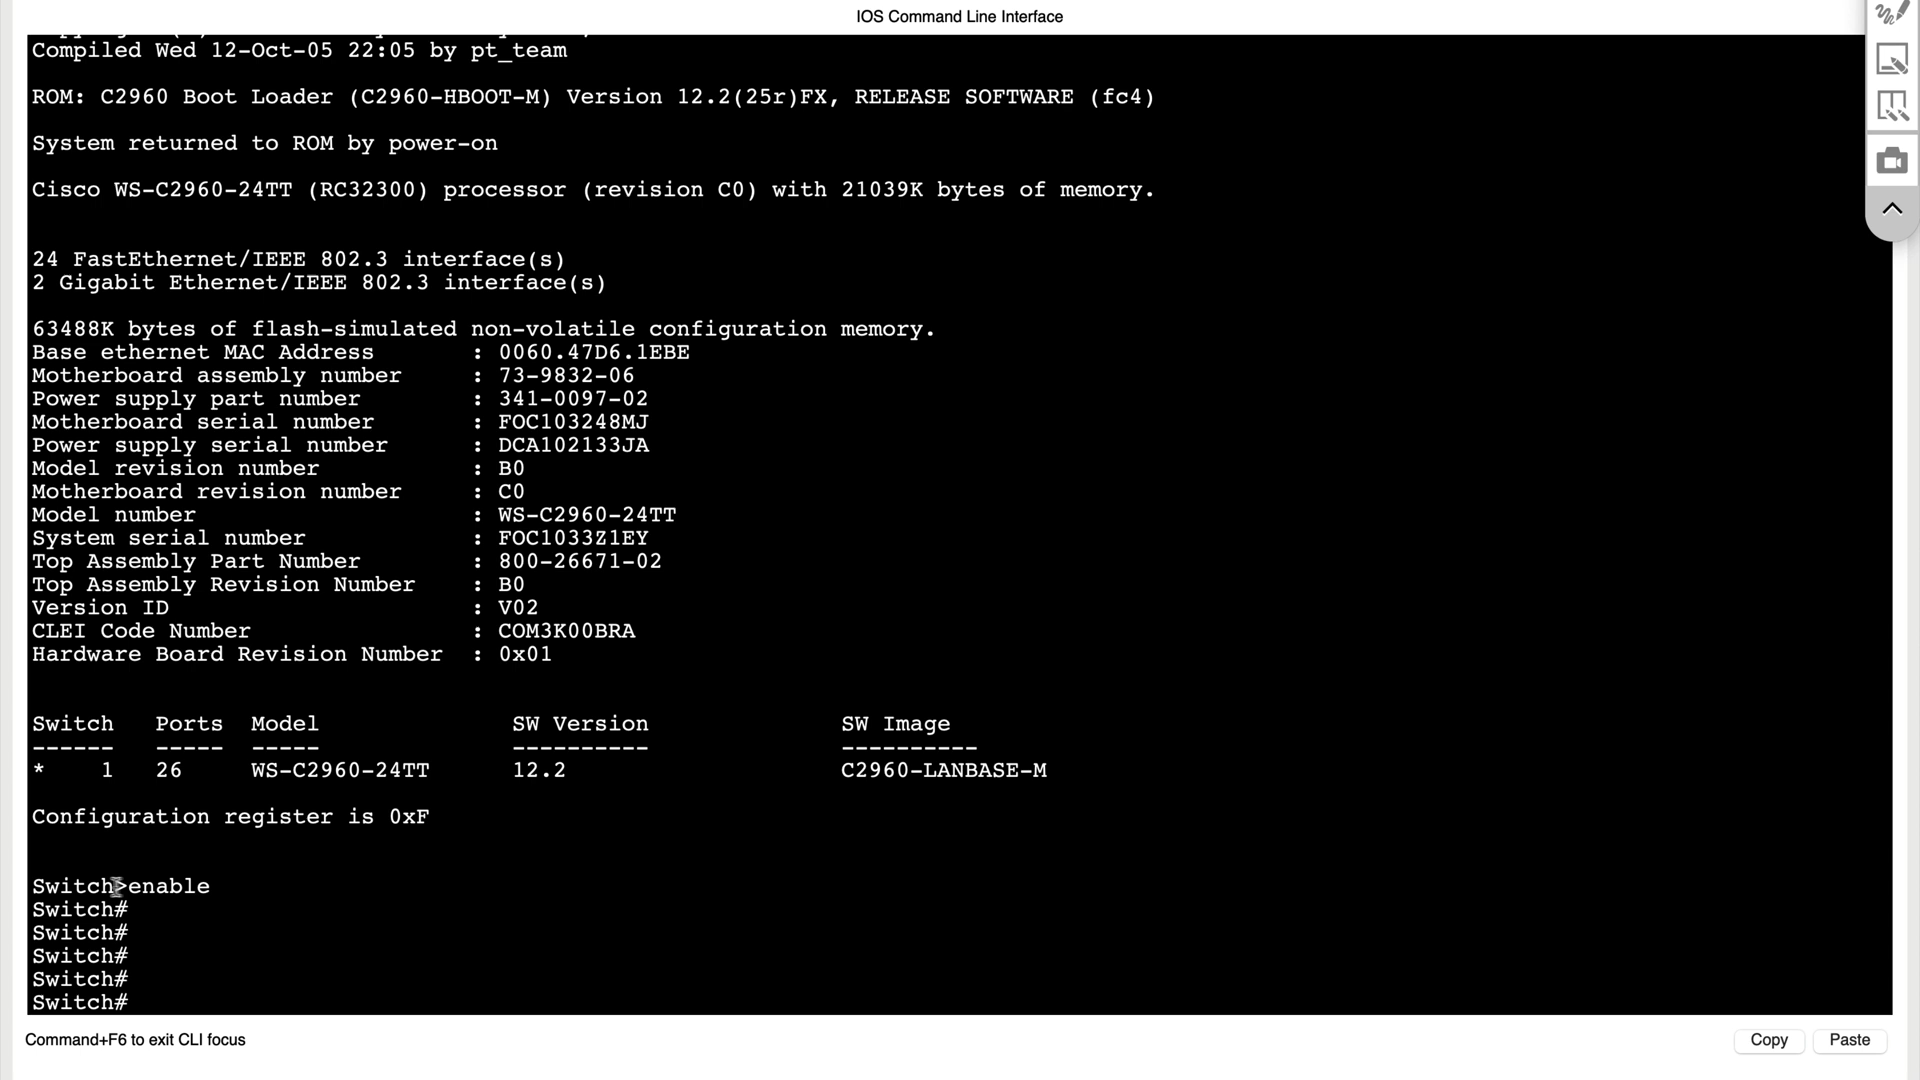 IOS Command Line Interface
Compiled Wed 12-Oct-05 22:05 by pt_team
ROM: C2960 Boot Loader (C2960-HBOOT-M) Version 12.2(25r)FX, RELEASE SOFTWARE (fc4)
System returned to ROM by power-on
Cisco WS-C2960-24TT (RC32300) processor (revision C0) with 21039K bytes of memory.
24 FastEthernet/IEEE 802.3 interface(s)
2 Gigabit Ethernet/IEEE 802.3 interface(s)
63488K bytes of flash-simulated non-volatile configuration memory.
Base ethernet MAC Address       : 0060.47D6.1EBE
Motherboard assembly number     : 73-9832-06
Power supply part number        : 341-0097-02
Motherboard serial number       : FOC103248MJ
Power supply serial number      : DCA102133JA
Model revision number           : B0
Motherboard revision number     : C0
Model number                    : WS-C2960-24TT
System serial number            : FOC1033Z1EY
Top Assembly Part Number        : 800-26671-02
Top Assembly Revision Number    : B0
Version ID                      : V02
CLEI Code Number                : COM3K00BRA
Hardware Board Revision Number  : 0x01
Switch   Ports  Model              SW Version              SW Image
------   -----  -----              ----------              ----------
*    1   26     WS-C2960-24TT      12.2                    C2960-LANBASE-M
Configuration register is 0xF
Switch>enable
Switch#
Switch#
Switch#
Switch#
Switch#
Command+F6 to exit CLI focus
Copy
Paste